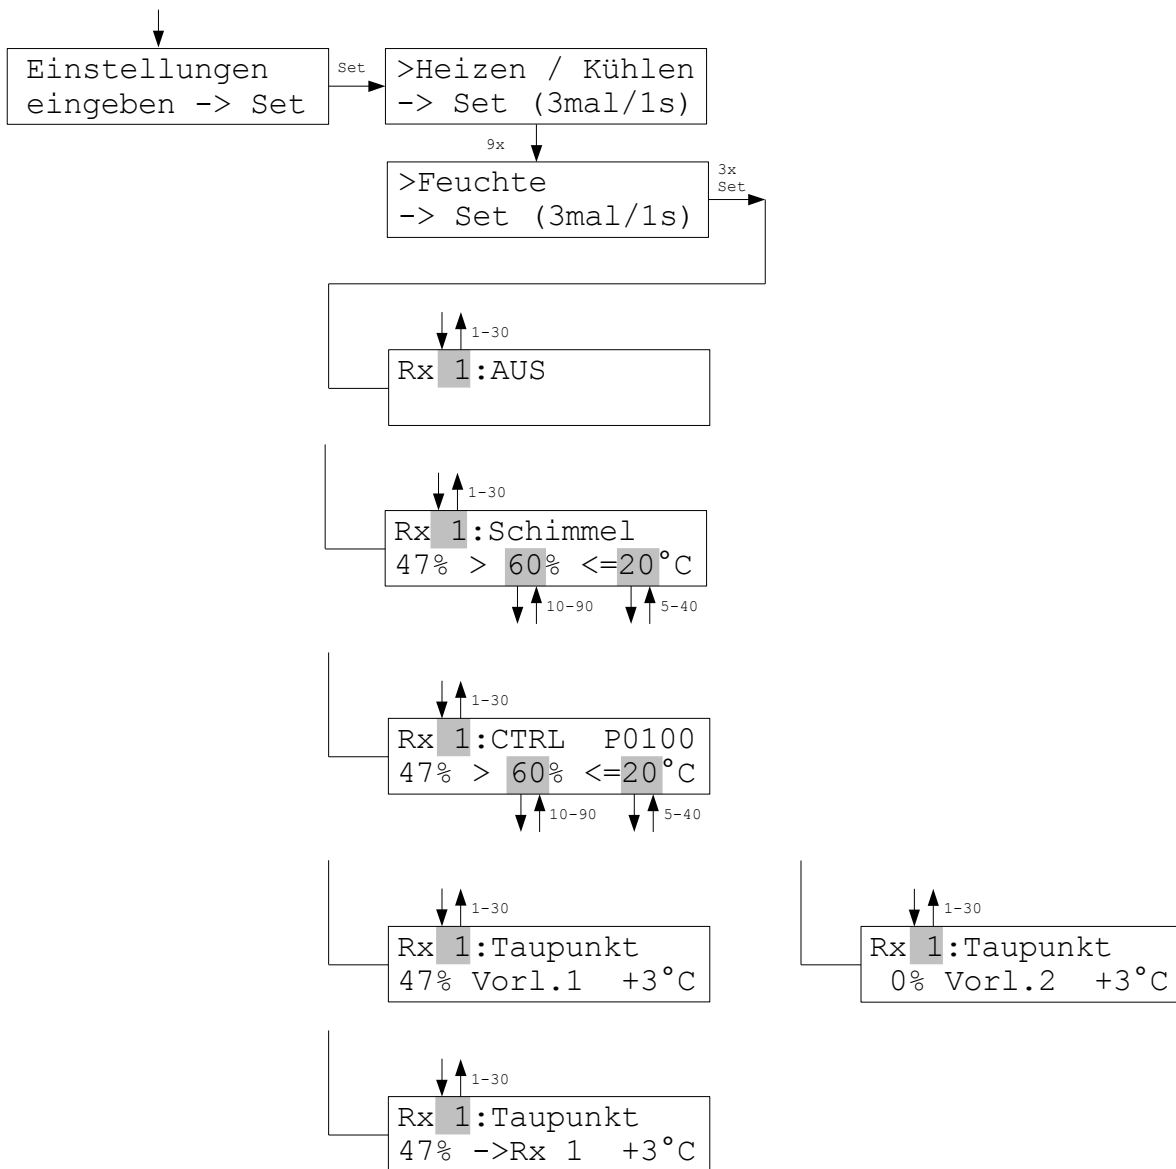 Einstellungen
eingeben -> Set
Set
>Heizen / Kühlen
-> Set (3mal/1s)
9x
>Feuchte
-> Set (3mal/1s)
3x
Set
1-30
Rx 1:AUS
1-30
Rx 1:Schimmel
47% > 60% <=20°C
10-90
5-40
1-30
Rx 1:CTRL P0100
47% > 60% <=20°C
10-90
5-40
1-30
Rx 1:Taupunkt
47% Vorl.1 +3°C
1-30
Rx 1:Taupunkt
0% Vorl.2 +3°C
1-30
Rx 1:Taupunkt
47% ->Rx 1 +3°C